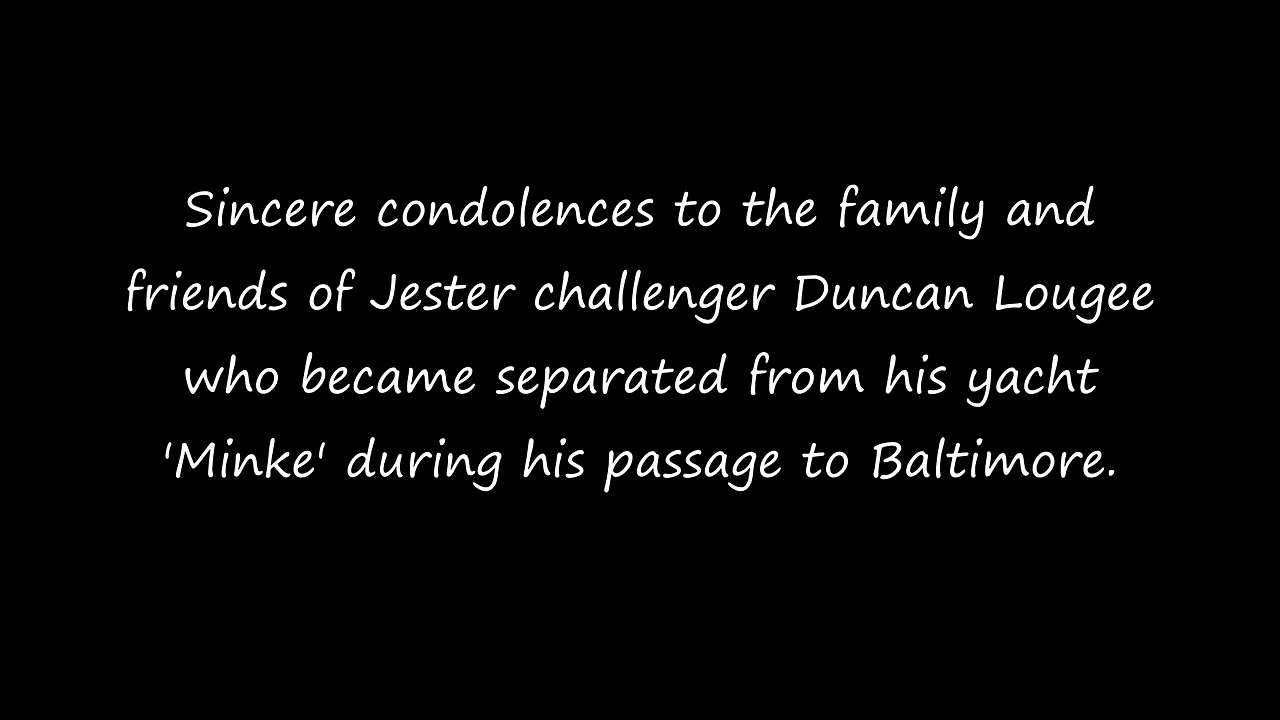 Sincere condolences to the family and
friends of Jester challenger Duncan Lougee
who became separated from his yacht
'Minke' during his passage to Baltimore.